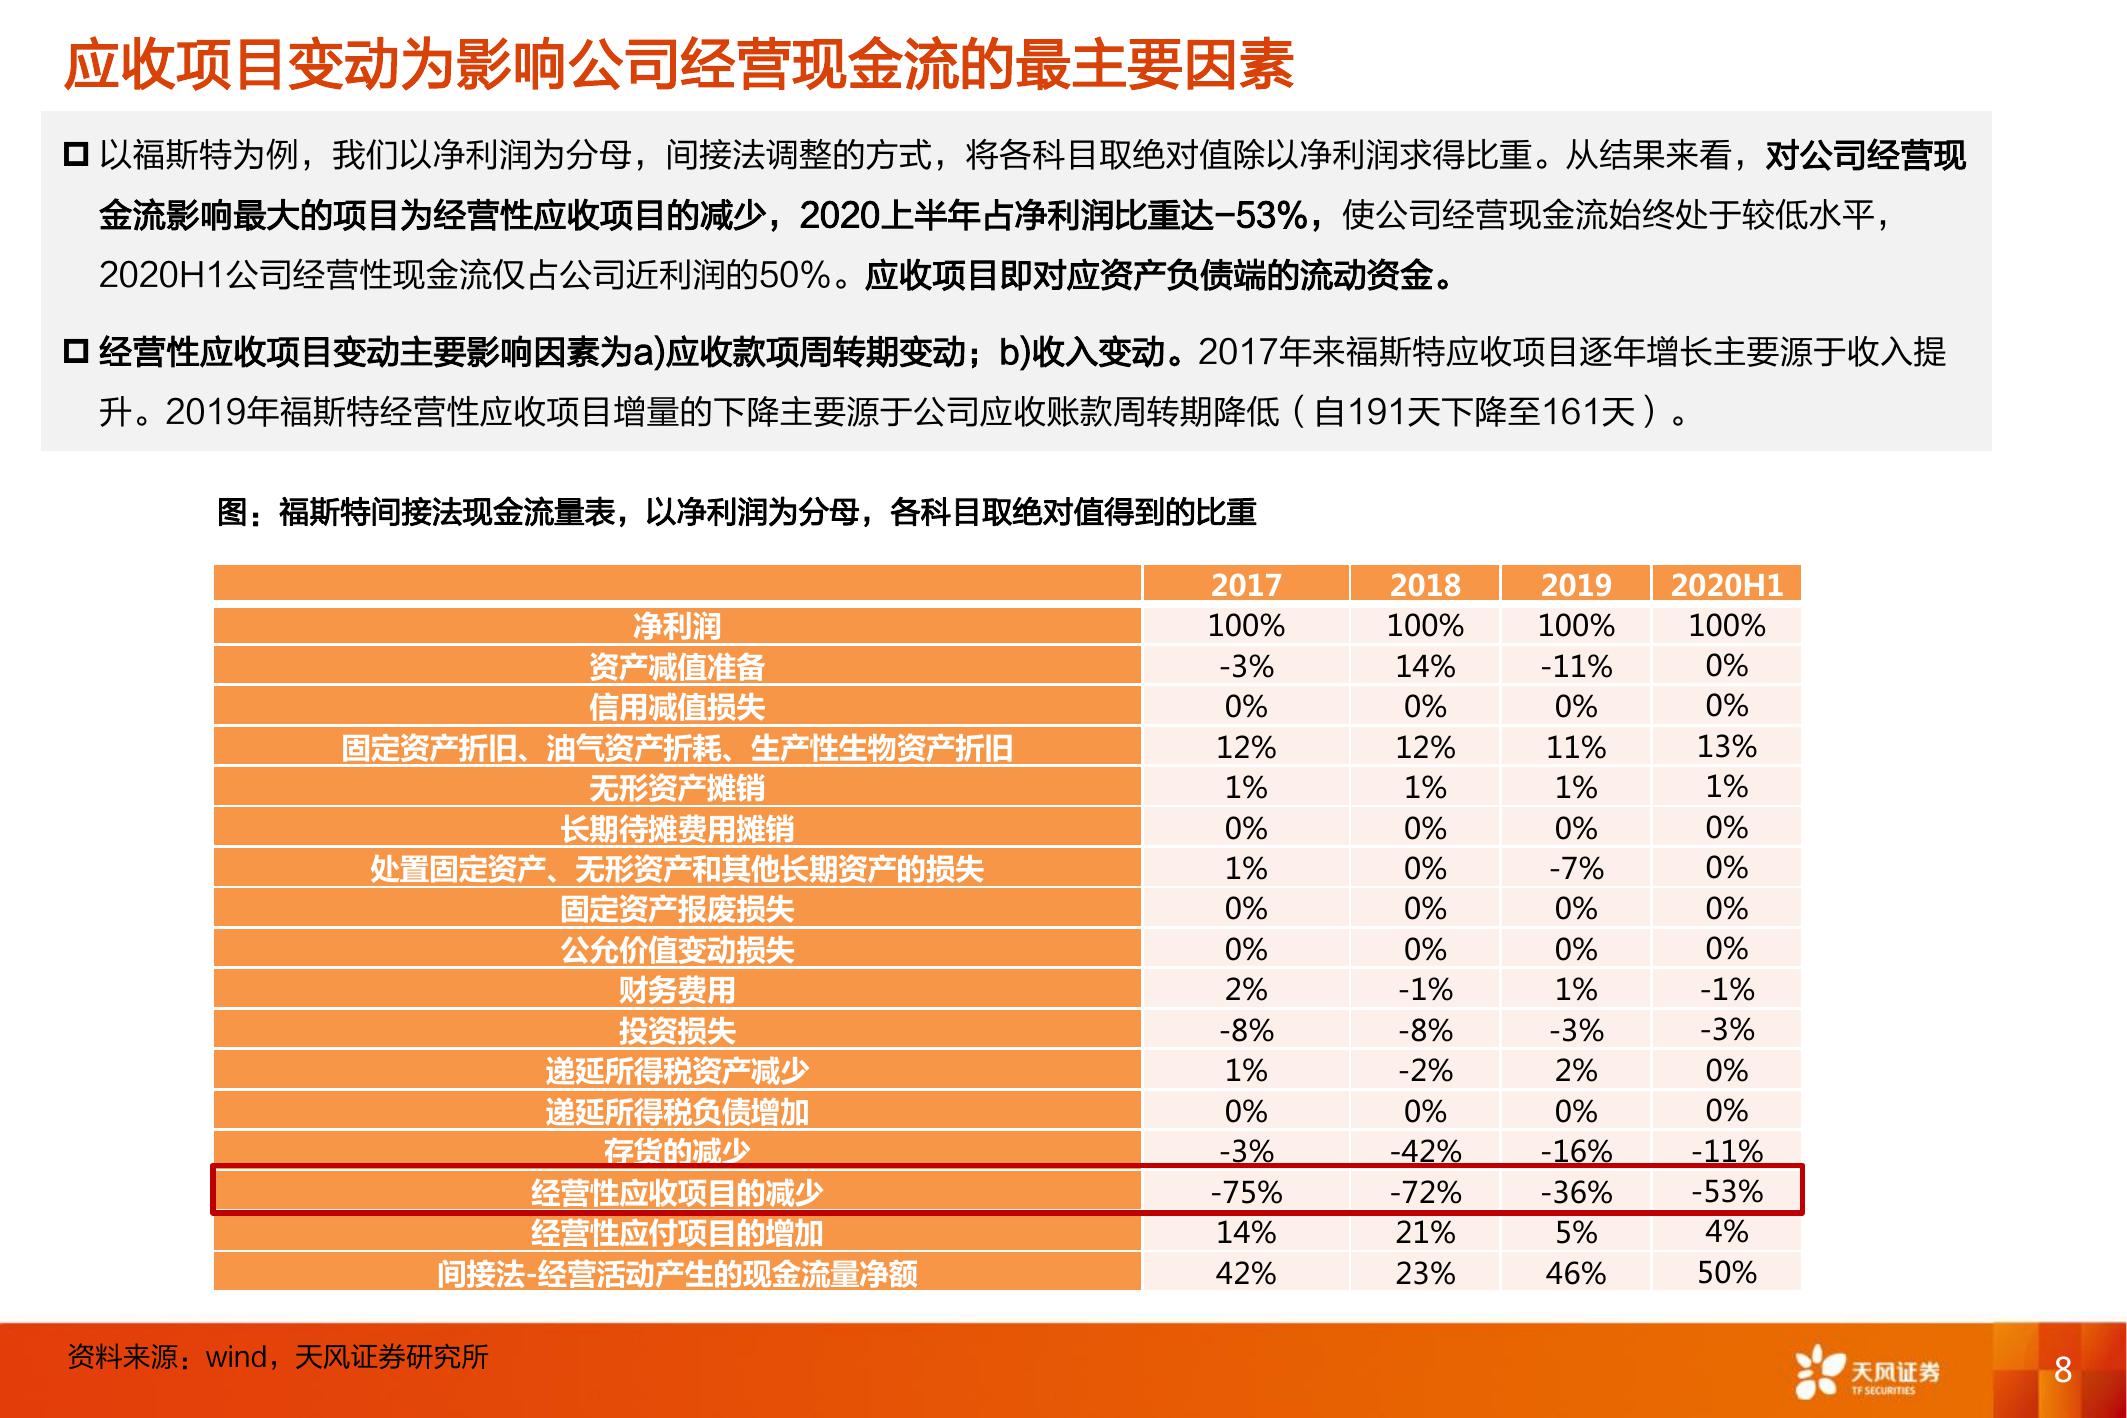 应收项目变动为影响公司经营现金流的最主要因素
以福斯特为例，我们以净利润为分母，间接法调整的方式，将各科目取绝对值除以净利润求得比重。从结果来看，对公司经营现
金流影响最大的项目为经营性应收项目的减少，2020上半年占净利润比重达-53%，使公司经营现金流始终处于较低水平，
2020H1公司经营性现金流仅占公司近利润的50%。应收项目即对应资产负债端的流动资金。
经营性应收项目变动主要影响因素为a)应收款项周转期变动；b)收入变动。2017年来福斯特应收项目逐年增长主要源于收入提
升。2019年福斯特经营性应收项目增量的下降主要源于公司应收账款周转期降低（自191天下降至161天）。
图：福斯特间接法现金流量表，以净利润为分母，各科目取绝对值得到的比重
2017 2018 2019 2020H1
净利润 100% 100% 100% 100%
资产减值准备 -3% 14% -11% 0%
信用减值损失 0% 0% 0% 0%
固定资产折旧、油气资产折耗、生产性生物资产折旧 12% 12% 11% 13%
无形资产摊销 1% 1% 1% 1%
长期待摊费用摊销 0% 0% 0% 0%
处置固定资产、无形资产和其他长期资产的损失 1% 0% -7% 0%
固定资产报废损失 0% 0% 0% 0%
公允价值变动损失 0% 0% 0% 0%
财务费用 2% -1% 1% -1%
投资损失 -8% -8% -3% -3%
递延所得税资产减少 1% -2% 2% 0%
递延所得税负债增加 0% 0% 0% 0%
存货的减少 -3% -42% -16% -11%
经营性应收项目的减少 -75% -72% -36% -53%
经营性应付项目的增加 14% 21% 5% 4%
间接法-经营活动产生的现金流量净额 42% 23% 46% 50%
资料来源：wind，天风证券研究所
天风证券
TF SECURITIES
8